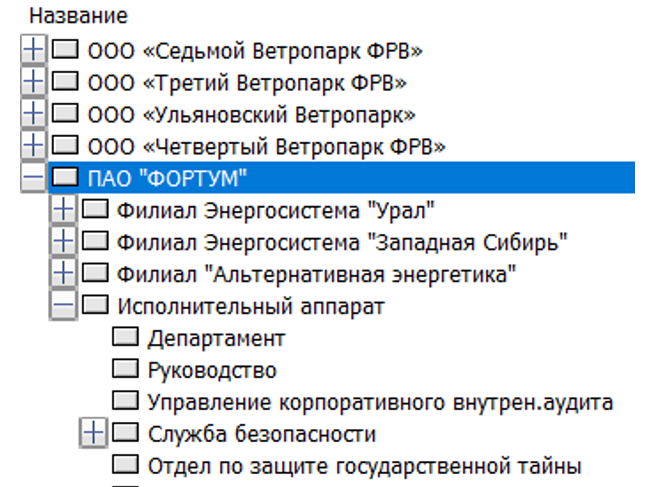 Название
ООО «Седьмой Ветропарк ФРВ»
ООО «Третий Ветропарк ФРВ»
ООО «Ульяновский Ветропарк»
ООО «Четвертый Ветропарк ФРВ»
ПАО "ФОРТУМ"
Филиал Энергосистема "Урал"
Филиал Энергосистема "Западная Сибирь"
Филиал "Альтернативная энергетика"
Исполнительный аппарат
Департамент
Руководство
Управление корпоративного внутрен.аудита
Служба безопасности
Отдел по защите государственной тайны